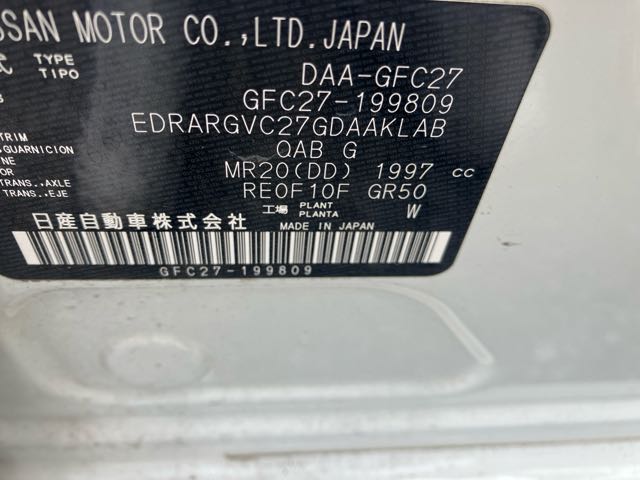 SSAN MOTOR CO.,LTD.JAPAN
式 TYPE
TIPO
DAA-GFC27
GFC27-199809
EDRARGVC27GDAAKLAB
TRIM
GUARNICION QAB G
MR20(DD) 1997 cc
TRANS.,AXLE RE0F10F GR50
TRANS.,EJE
工場 PLANT
PLANTA W
日産自動車株式会社 MADE IN JAPAN
GFC27-199809